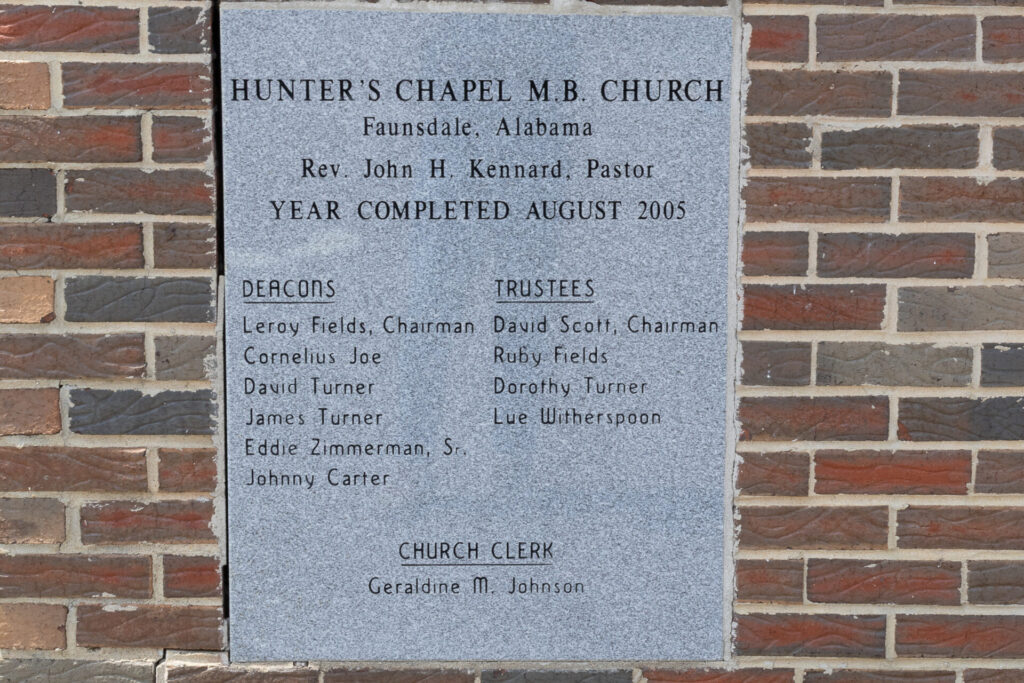 HUNTER'S CHAPEL M.B. CHURCH
Faunsdale, Alabama
Rev. John H. Kennard, Pastor
YEAR COMPLETED AUGUST 2005
DEACONS
Leroy Fields, Chairman
Cornelius Joe
David Turner
James Turner
Eddie Zimmerman, Sr.
Johnny Carter
TRUSTEES
David Scott, Chairman
Ruby Fields
Dorothy Turner
Lue Witherspoon
CHURCH CLERK
Geraldine M. Johnson